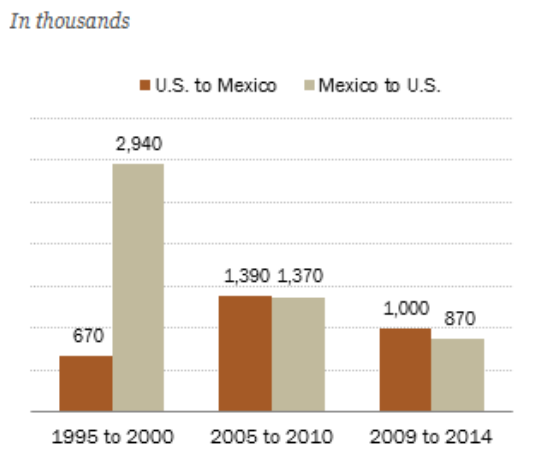 In thousands
U.S. to Mexico Mexico to U.S.
2,940
1,390 1,370
1,000
870
670
1995 to 2000 2005 to 2010 2009 to 2014